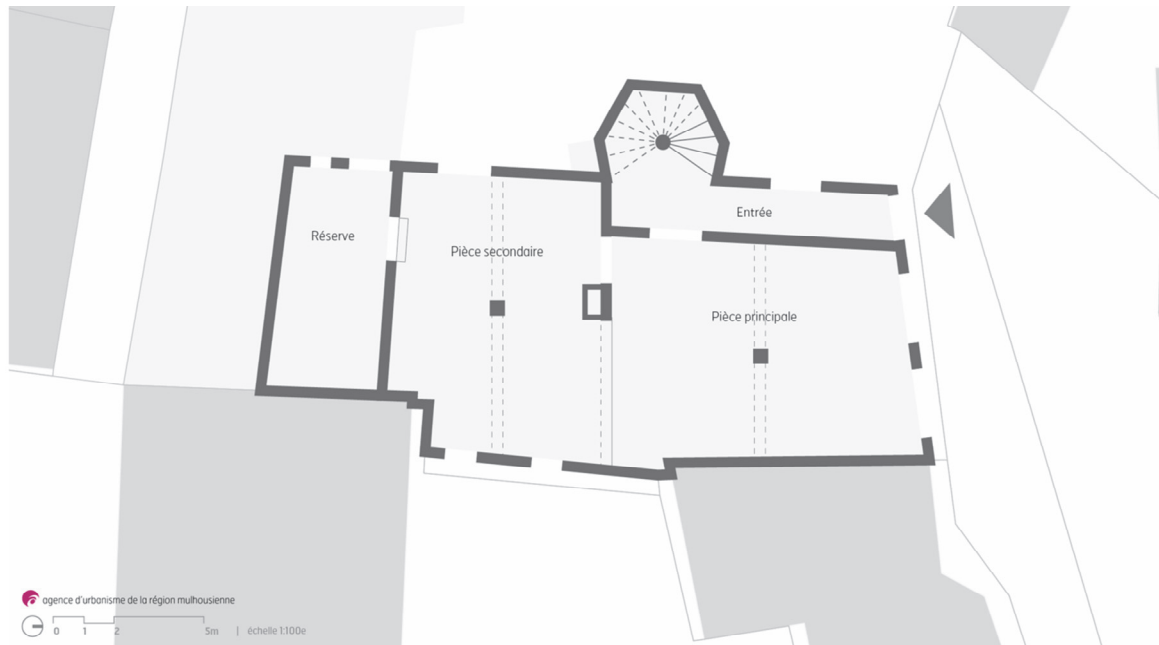 Entrée
Réserve
Pièce secondaire
Pièce principale
agence d'urbanisme de la région mulhousienne
0 1 2 5m | échelle 1:100e